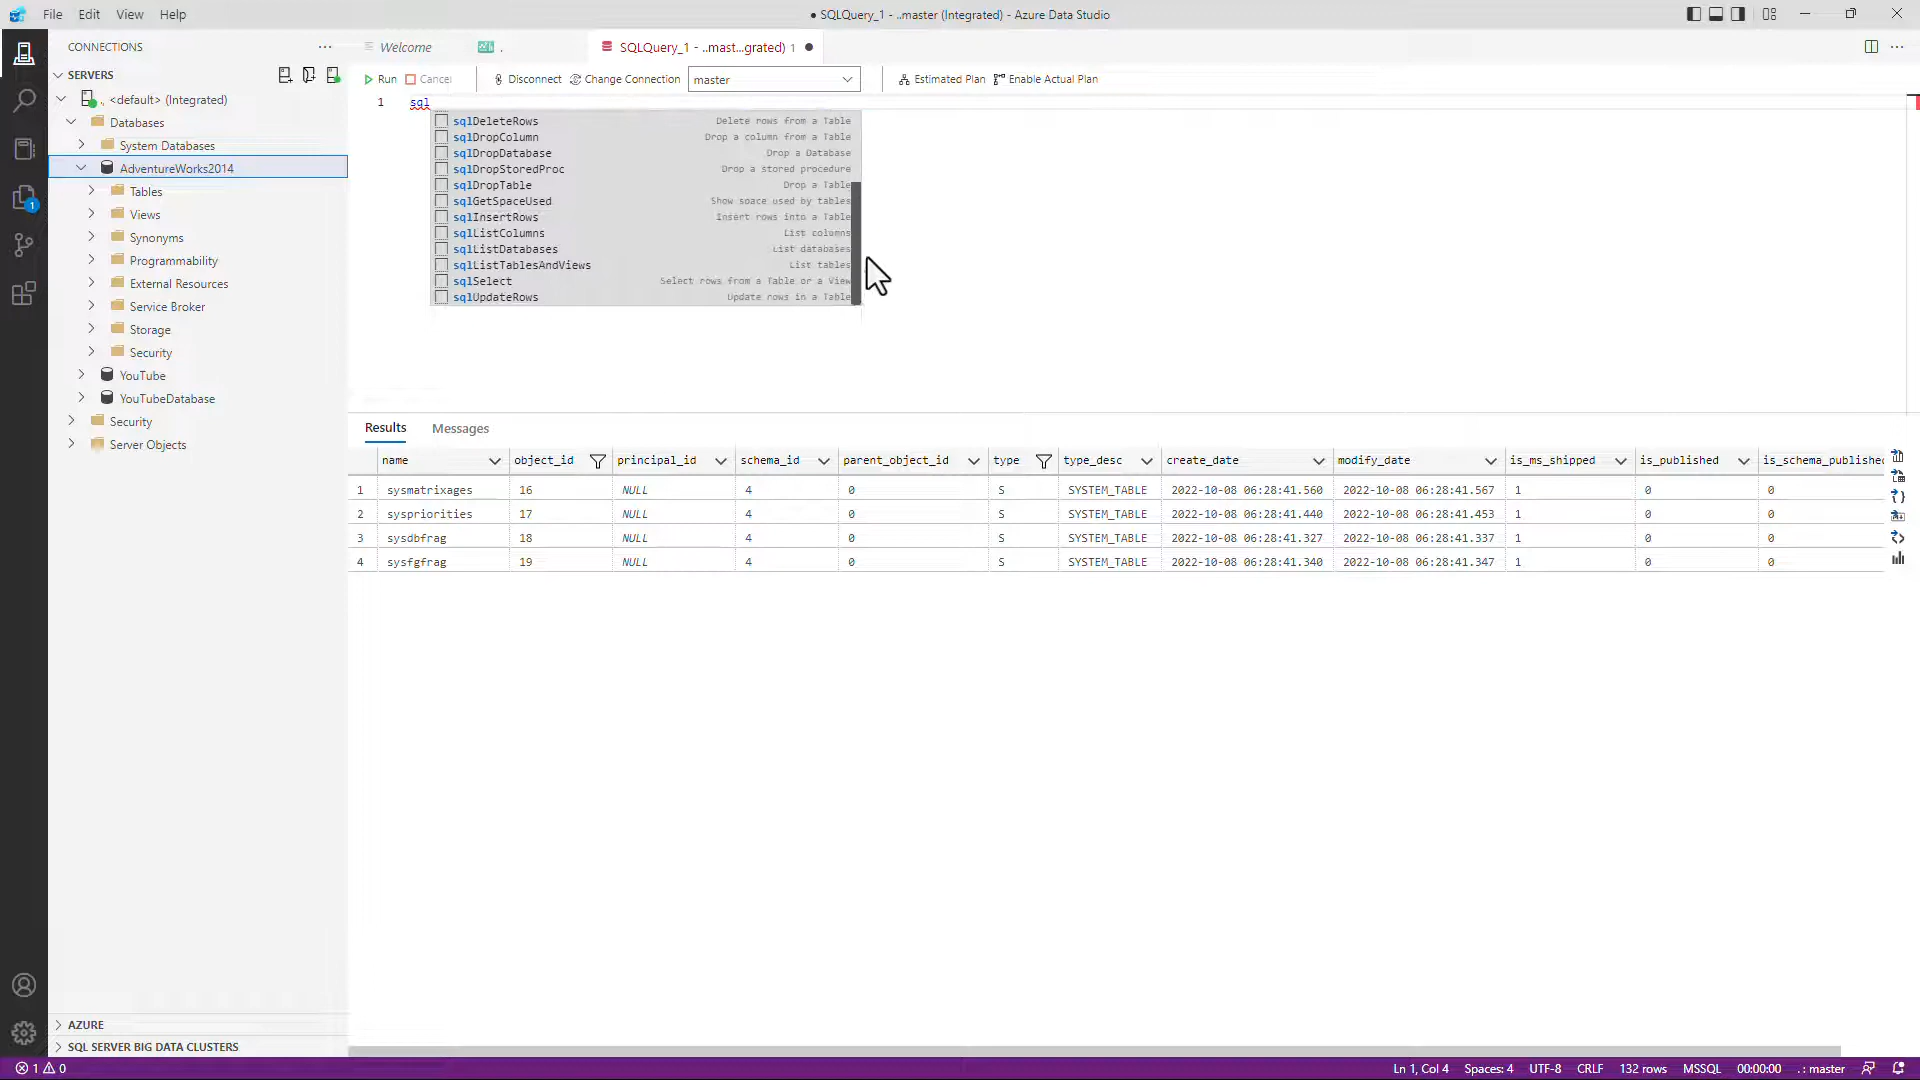 File Edit View Help
● SQLQuery_1 - ..master (Integrated) - Azure Data Studio
CONNECTIONS
Welcome
.
SQLQuery_1 - ..mast...grated) 1
SERVERS
Run Cancel Disconnect Change Connection master Estimated Plan Enable Actual Plan
., <default> (Integrated)
Databases
System Databases
AdventureWorks2014
Tables
Views
Synonyms
Programmability
External Resources
Service Broker
Storage
Security
YouTube
YouTubeDatabase
Security
Server Objects
1
1 sql
sqlDeleteRows Delete rows from a Table
sqlDropColumn Drop a column from a Table
sqlDropDatabase Drop a Database
sqlDropStoredProc Drop a stored procedure
sqlDropTable Drop a Table
sqlGetSpaceUsed Show space used by tables
sqlInsertRows Insert rows into a Table
sqlListColumns List columns
sqlListDatabases List databases
sqlListTablesAndViews List tables
sqlSelect Select rows from a Table or a View
sqlUpdateRows Update rows in a Table
Results Messages
name object_id principal_id schema_id parent_object_id type type_desc create_date modify_date is_ms_shipped is_published is_schema_published
1 sysmatrixages 16 NULL 4 0 S SYSTEM_TABLE 2022-10-08 06:28:41.560 2022-10-08 06:28:41.567 1 0 0
2 syspriorities 17 NULL 4 0 S SYSTEM_TABLE 2022-10-08 06:28:41.440 2022-10-08 06:28:41.453 1 0 0
3 sysdbfrag 18 NULL 4 0 S SYSTEM_TABLE 2022-10-08 06:28:41.327 2022-10-08 06:28:41.337 1 0 0
4 sysfgfrag 19 NULL 4 0 S SYSTEM_TABLE 2022-10-08 06:28:41.340 2022-10-08 06:28:41.347 1 0 0
AZURE
SQL SERVER BIG DATA CLUSTERS
1 0 Ln 1, Col 4 Spaces: 4 UTF-8 CRLF 132 rows MSSQL 00:00:00 . : master